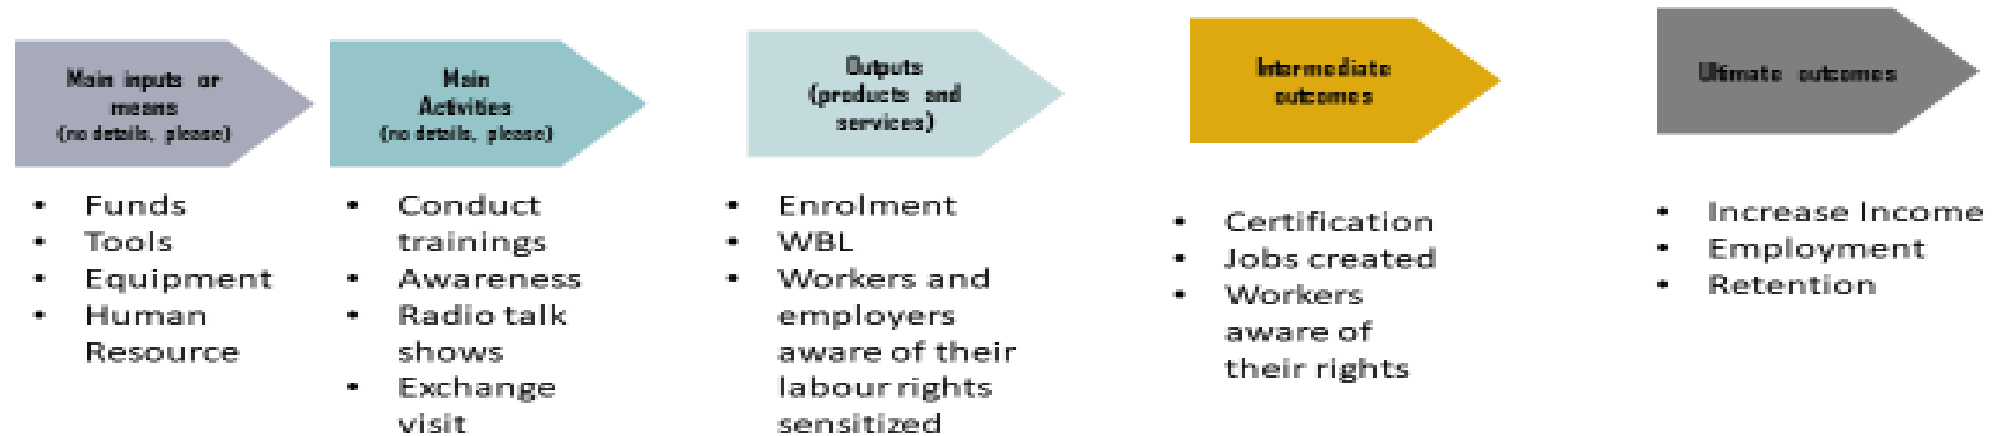 Main inputs or
means
(no details, please)
• Funds
• Tools
• Equipment
• Human
Resource
Main
Activities
(no details, please)
• Conduct
trainings
• Awareness
• Radio talk
shows
• Exchange
visit
Outputs
(products and
services)
• Enrolment
• WBL
• Workers and
employers
aware of their
labour rights
sensitized
Intermediate
outcomes
• Certification
• Jobs created
• Workers
aware of
their rights
Ultimate outcomes
• Increase Income
• Employment
• Retention